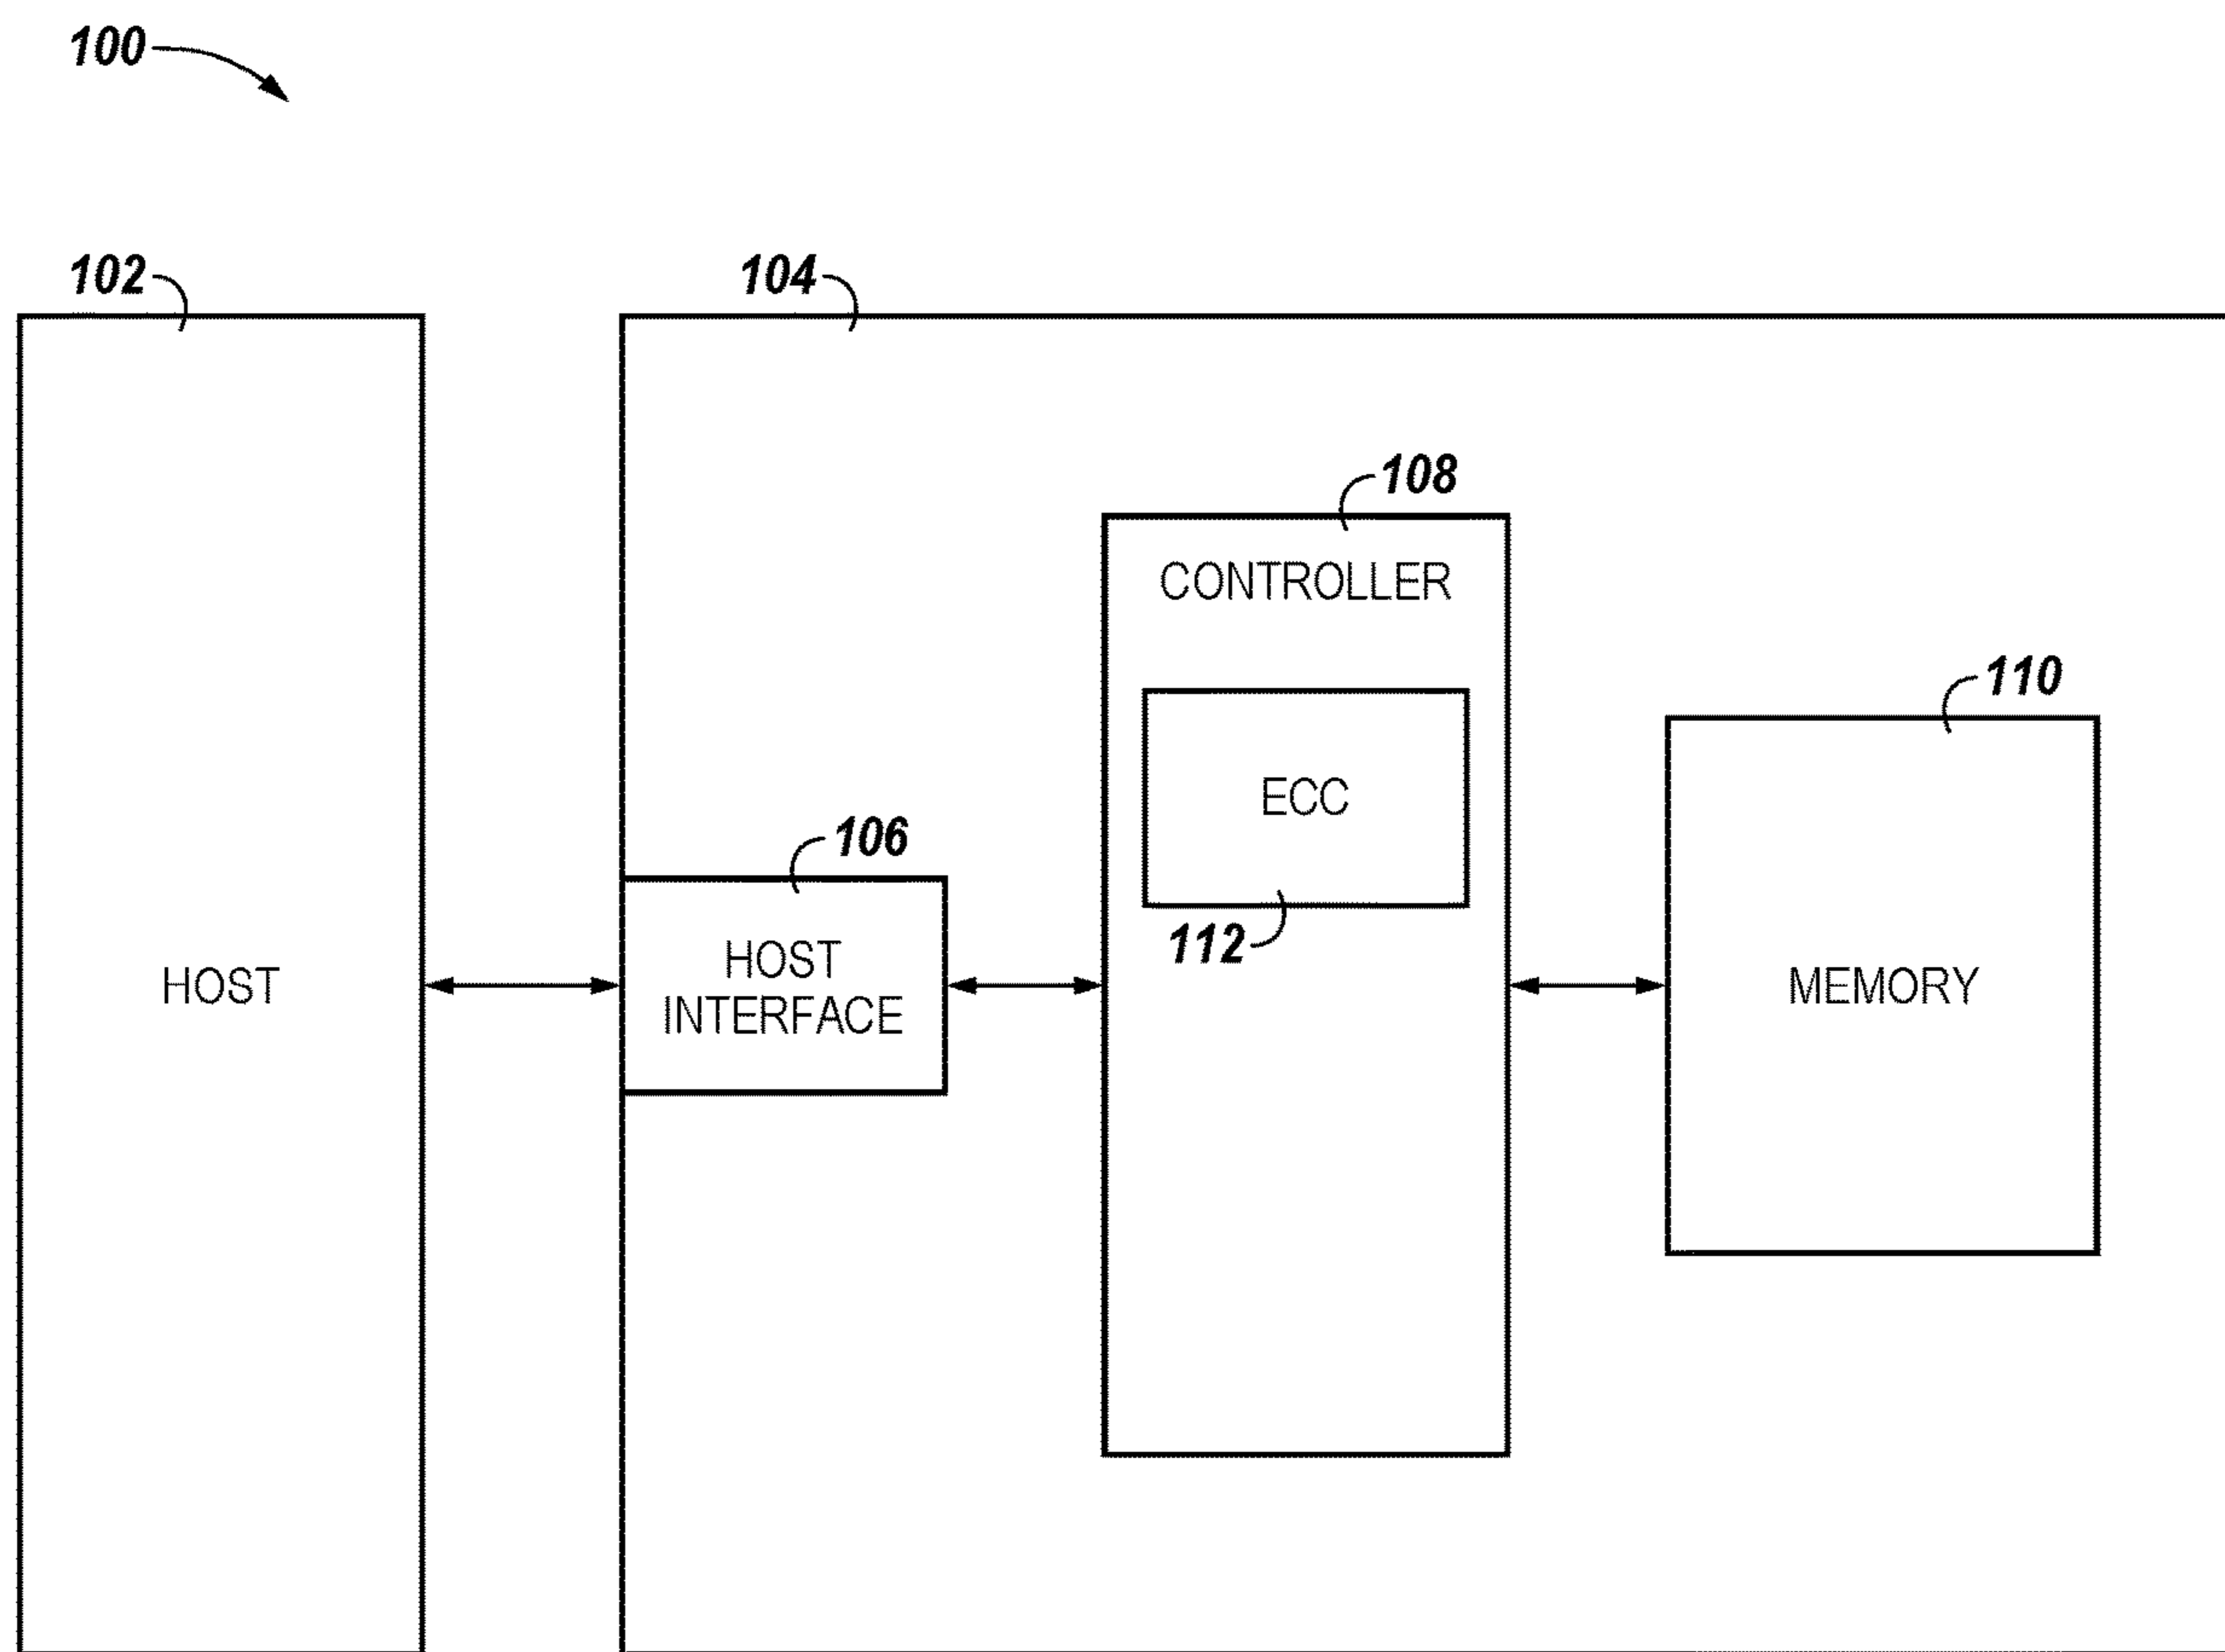 100
102
104
108
CONTROLLER
110
ECC
106
112
HOST
INTERFACE
HOST
MEMORY